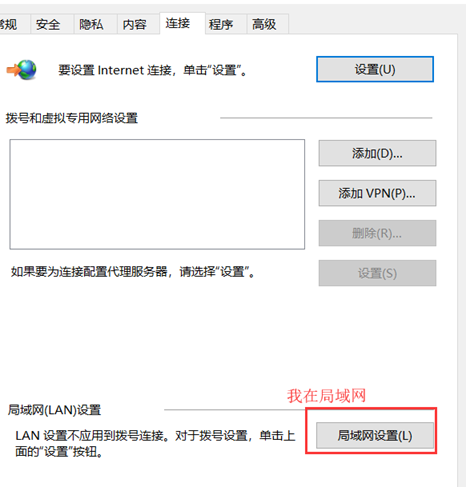 常规 安全 隐私 内容 连接 程序 高级
要设置 Internet 连接，单击“设置”。
设置(U)
拨号和虚拟专用网络设置
添加(D)...
添加 VPN(P)...
删除(R)...
如果要为连接配置代理服务器，请选择“设置”。
设置(S)
我在局域网
局域网(LAN)设置
LAN 设置不应用到拨号连接。对于拨号设置，单击上
面的“设置”按钮。
局域网设置(L)